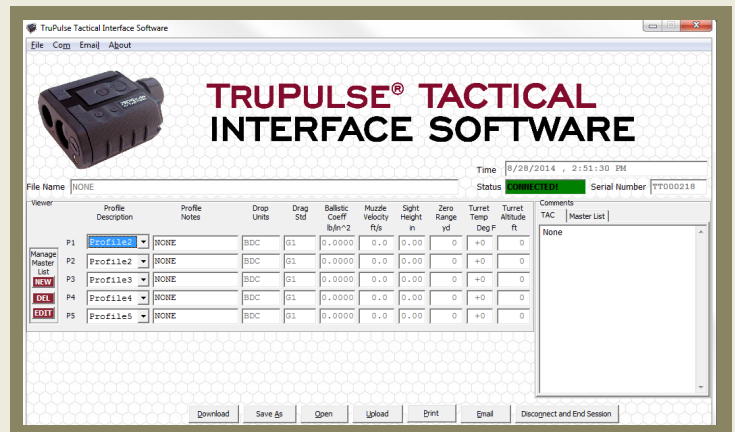 TruPulse Tactical Interface Software
File Com Email About
TRUPULSE® TACTICAL
INTERFACE SOFTWARE
Time 8/28/2014 , 2:51:30 PM
File Name NONE Status CONNECTED! Serial Number TT000218
Viewer Comments
Profile Description Profile Notes Drop Units Drag Std Ballistic Coeff lb/in^2 Muzzle Velocity ft/s Sight Height in Zero Range yd Turret Temp Deg F Turret Altitude ft
TAC Master List
None
P1 Profile2 NONE BDC G1 0.0000 0.0 0.00 0 +0 0
P2 Profile2 NONE BDC G1 0.0000 0.0 0.00 0 +0 0
P3 Profile3 NONE BDC G1 0.0000 0.0 0.00 0 +0 0
P4 Profile4 NONE BDC G1 0.0000 0.0 0.00 0 +0 0
P5 Profile5 NONE BDC G1 0.0000 0.0 0.00 0 +0 0
Manage
Master
List
NEW
DEL
EDIT
Download Save As Open Upload Print Email Disconnect and End Session